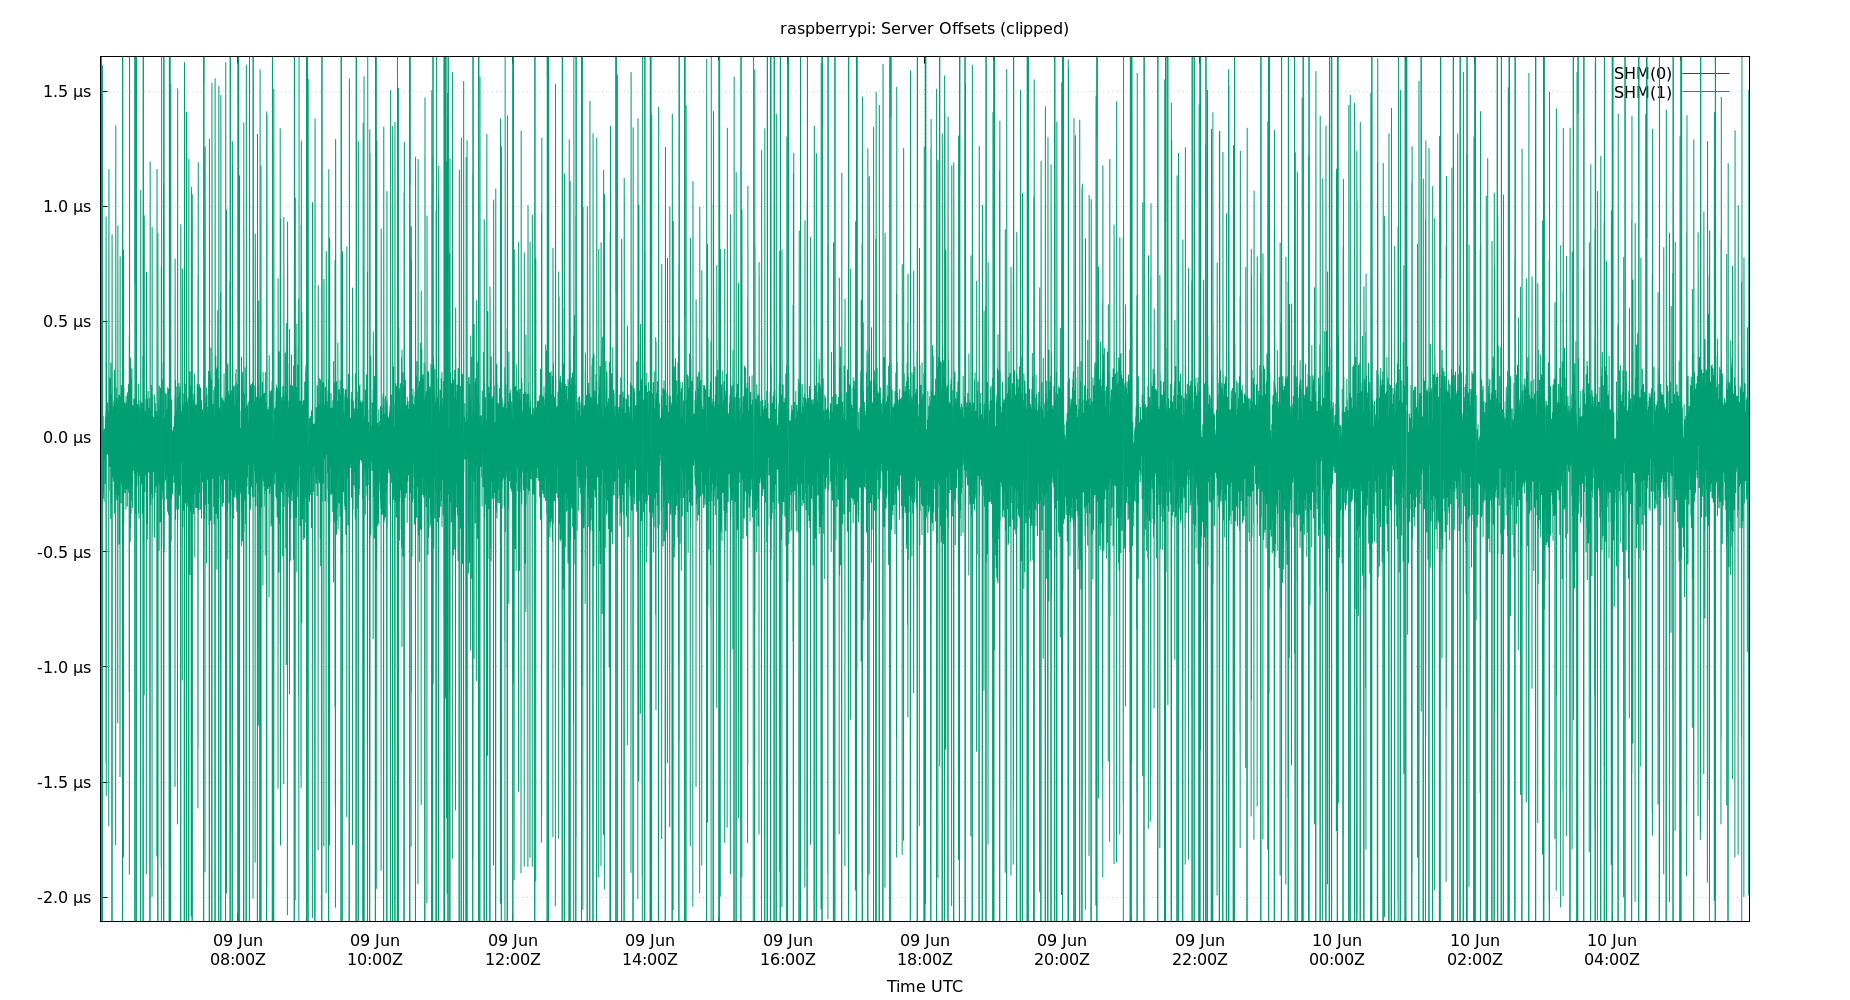 raspberrypi: Server Offsets (clipped)
SHM(0)
SHM(1)
1.5 µs
1.0 µs
0.5 µs
0.0 µs
-0.5 µs
-1.0 µs
-1.5 µs
-2.0 µs
09 Jun 09 Jun 09 Jun 09 Jun 09 Jun 09 Jun 09 Jun 09 Jun 10 Jun 10 Jun 10 Jun
08:00Z 10:00Z 12:00Z 14:00Z 16:00Z 18:00Z 20:00Z 22:00Z 00:00Z 02:00Z 04:00Z
Time UTC